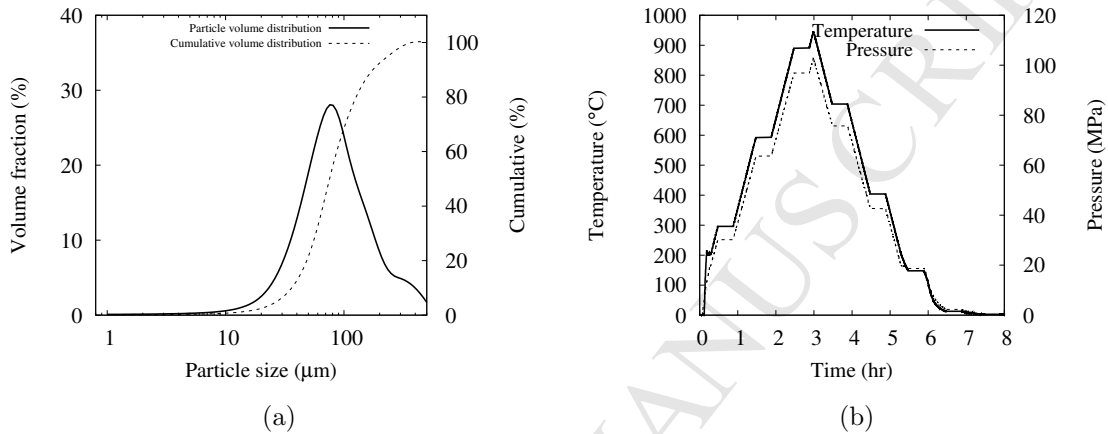 Particle volume distribution
Cumulative volume distribution
40
30
20
10
0
Volume fraction (%)
100
80
60
40
20
0
Cumulative (%)
1 10 100
Particle size (μm)
(a)
Temperature
Pressure
1000
900
800
700
600
500
400
300
200
100
0
Temperature (°C)
120
100
80
60
40
20
0
Pressure (MPa)
0 1 2 3 4 5 6 7 8
Time (hr)
(b)
ANUSCRI